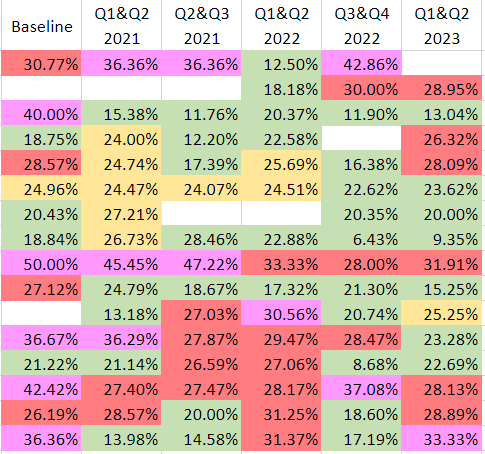 Baseline Q1&Q2 2021 Q2&Q3 2021 Q1&Q2 2022 Q3&Q4 2022 Q1&Q2 2023
30.77% 36.36% 36.36% 12.50% 42.86%
18.18% 30.00% 28.95%
40.00% 15.38% 11.76% 20.37% 11.90% 13.04%
18.75% 24.00% 12.20% 22.58% 26.32%
28.57% 24.74% 17.39% 25.69% 16.38% 28.09%
24.96% 24.47% 24.07% 24.51% 22.62% 23.62%
20.43% 27.21% 20.35% 20.00%
18.84% 26.73% 28.46% 22.88% 6.43% 9.35%
50.00% 45.45% 47.22% 33.33% 28.00% 31.91%
27.12% 24.79% 18.67% 17.32% 21.30% 15.25%
13.18% 27.03% 30.56% 20.74% 25.25%
36.67% 36.29% 27.87% 29.47% 28.47% 23.28%
21.22% 21.14% 26.59% 27.06% 8.68% 22.69%
42.42% 27.40% 27.47% 28.17% 37.08% 28.13%
26.19% 28.57% 20.00% 31.25% 18.60% 28.89%
36.36% 13.98% 14.58% 31.37% 17.19% 33.33%